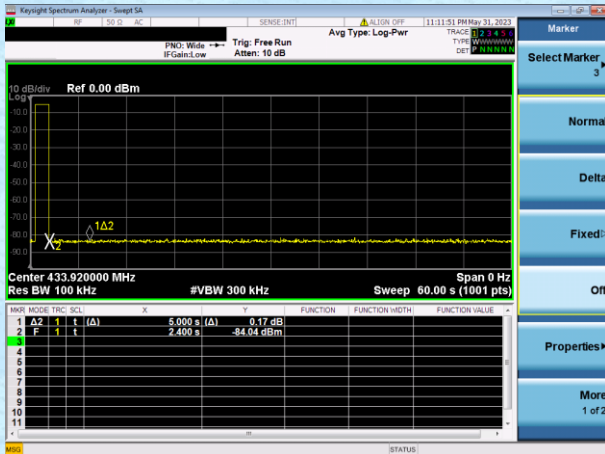 Keysight Spectrum Analyzer - Swept SA
RF 50 Ω AC SENSE:INT ALIGN OFF 11:11:51 PM May 31, 2023
Avg Type: Log-Pwr
TRACE 1 2 3 4 5 6
TYPE WWWWWW
DET P N N N N N
PNO: Wide
IFGain:Low
Trig: Free Run
Atten: 10 dB
10 dB/div
Log
Ref 0.00 dBm
-10.0
-20.0
-30.0
-40.0
-50.0
-60.0
-70.0
-80.0
-90.0
1Δ2
2
Center 433.920000 MHz Span 0 Hz
Res BW 100 kHz #VBW 300 kHz Sweep 60.00 s (1001 pts)
MKR MODE TRC SCL X Y FUNCTION FUNCTION WIDTH FUNCTION VALUE
1 Δ2 1 t (Δ) 5.000 s (Δ) 0.17 dB
2 F 1 t 2.400 s -84.04 dBm
3
4
5
6
7
8
9
10
11
MSG STATUS
Marker
Select Marker
3
Normal
Delta
Fixed
Off
Properties
More
1 of 2